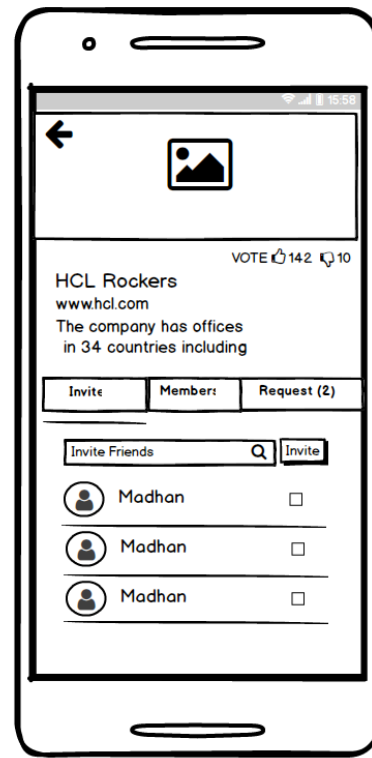 15:58
VOTE 142 10
HCL Rockers
www.hcl.com
The company has offices
in 34 countries including
Invite Members Request (2)
Invite Friends Invite
Madhan
Madhan
Madhan